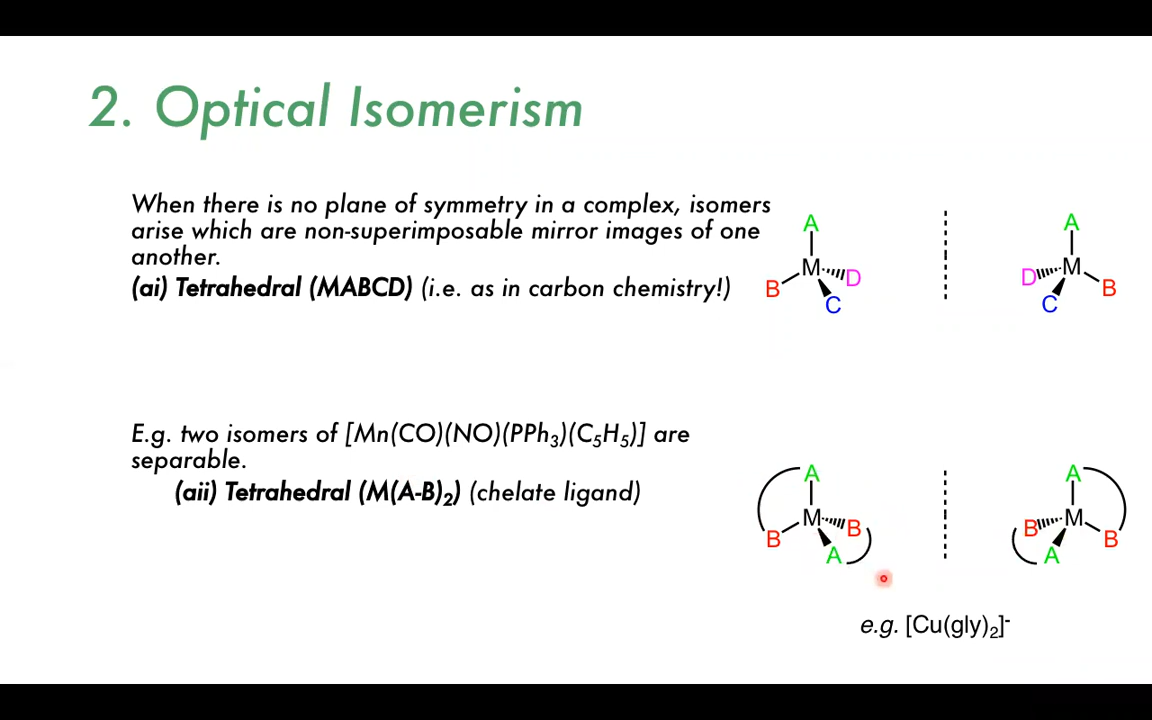 2. Optical Isomerism
When there is no plane of symmetry in a complex, isomers
arise which are non-superimposable mirror images of one
another.
(ai) Tetrahedral (MABCD) (i.e. as in carbon chemistry!)
A
M
D
B
C
A
D
M
B
C
E.g. two isomers of [Mn(CO)(NO)(PPh₃)(C₅H₅)] are
separable.
(aii) Tetrahedral (M(A-B)₂) (chelate ligand)
A
M
B
B
A
A
B
M
B
A
e.g. [Cu(gly)₂]⁻